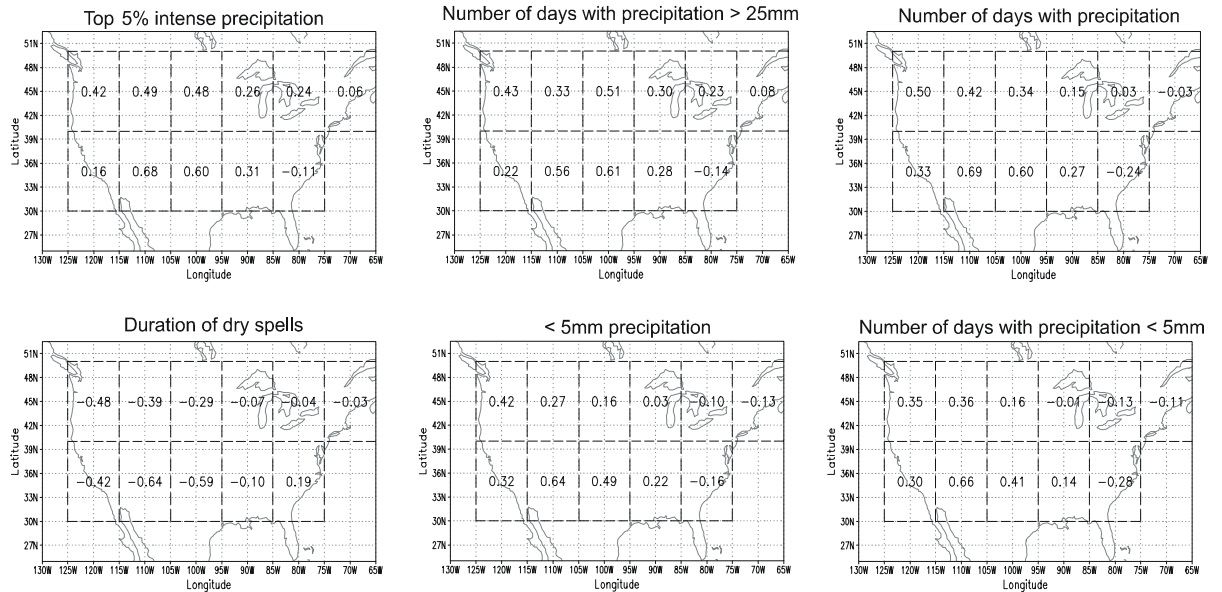 Top 5% intense precipitation
51N
48N
0.42 0.49 0.48 0.26 0.24 0.06
45N
42N
39N
36N
0.16 0.68 0.60 0.31 −0.11
33N
30N
27N
Latitude
130W 125W 120W 115W 110W 105W 100W 95W 90W 85W 80W 75W 70W 65W
Longitude
Number of days with precipitation > 25mm
51N
48N
0.43 0.33 0.51 0.30 0.23 0.08
45N
42N
39N
36N
0.22 0.56 0.61 0.28 −0.14
33N
30N
27N
Latitude
130W 125W 120W 115W 110W 105W 100W 95W 90W 85W 80W 75W 70W 65W
Longitude
Number of days with precipitation
51N
48N
0.50 0.42 0.34 0.15 0.03 −0.03
45N
42N
39N
36N
0.33 0.69 0.60 0.27 −0.24
33N
30N
27N
Latitude
130W 125W 120W 115W 110W 105W 100W 95W 90W 85W 80W 75W 70W 65W
Longitude
Duration of dry spells
51N
48N
−0.48 −0.39 −0.29 −0.07 −0.04 −0.03
45N
42N
39N
36N
−0.42 −0.64 −0.59 −0.10 0.19
33N
30N
27N
Latitude
130W 125W 120W 115W 110W 105W 100W 95W 90W 85W 80W 75W 70W 65W
Longitude
< 5mm precipitation
51N
48N
0.42 0.27 0.16 0.03 −0.10 −0.13
45N
42N
39N
36N
0.32 0.64 0.49 0.22 −0.16
33N
30N
27N
Latitude
130W 125W 120W 115W 110W 105W 100W 95W 90W 85W 80W 75W 70W 65W
Longitude
Number of days with precipitation < 5mm
51N
48N
0.35 0.36 0.16 −0.13 −0.11
45N
42N
39N
36N
0.30 0.66 0.41 0.14 −0.28
33N
30N
27N
Latitude
130W 125W 120W 115W 110W 105W 100W 95W 90W 85W 80W 75W 70W 65W
Longitude